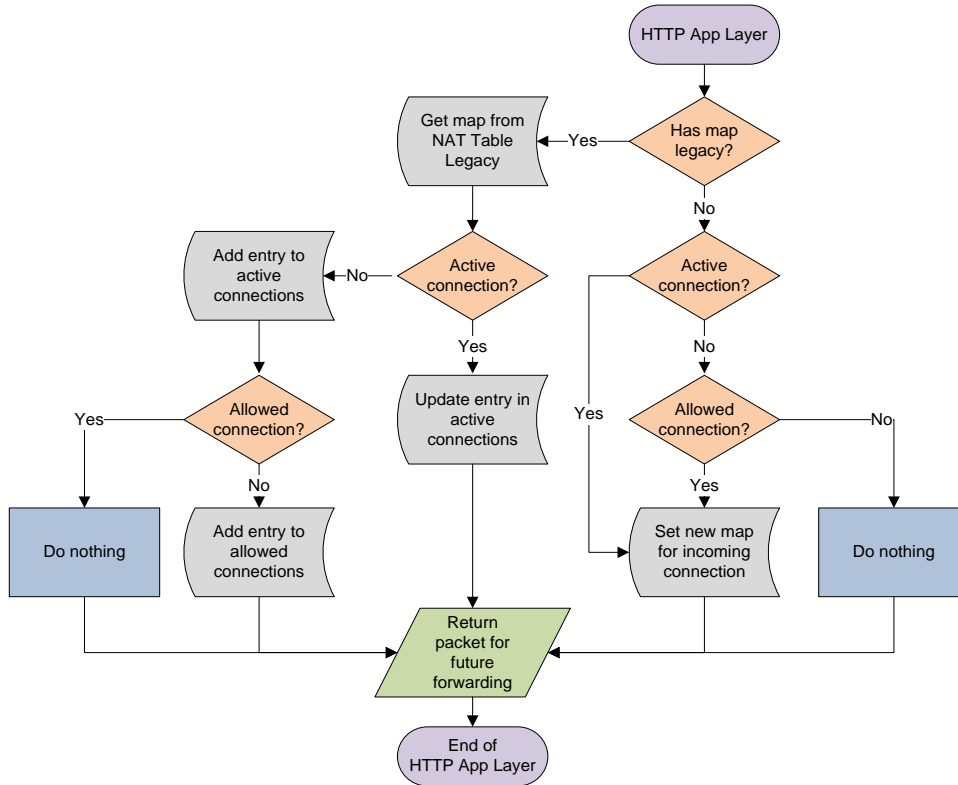 HTTP App Layer
Has map
legacy?
Yes
Get map from
NAT Table
Legacy
No
Active
connection?
No
Add entry to
active
connections
Active
connection?
Yes
No
Yes
Update entry in
active
connections
Allowed
connection?
Yes
No
Yes
Allowed
connection?
No
Yes
Do nothing
Add entry to
allowed
connections
Set new map
for incoming
connection
Do nothing
Return
packet for
future
forwarding
End of
HTTP App Layer